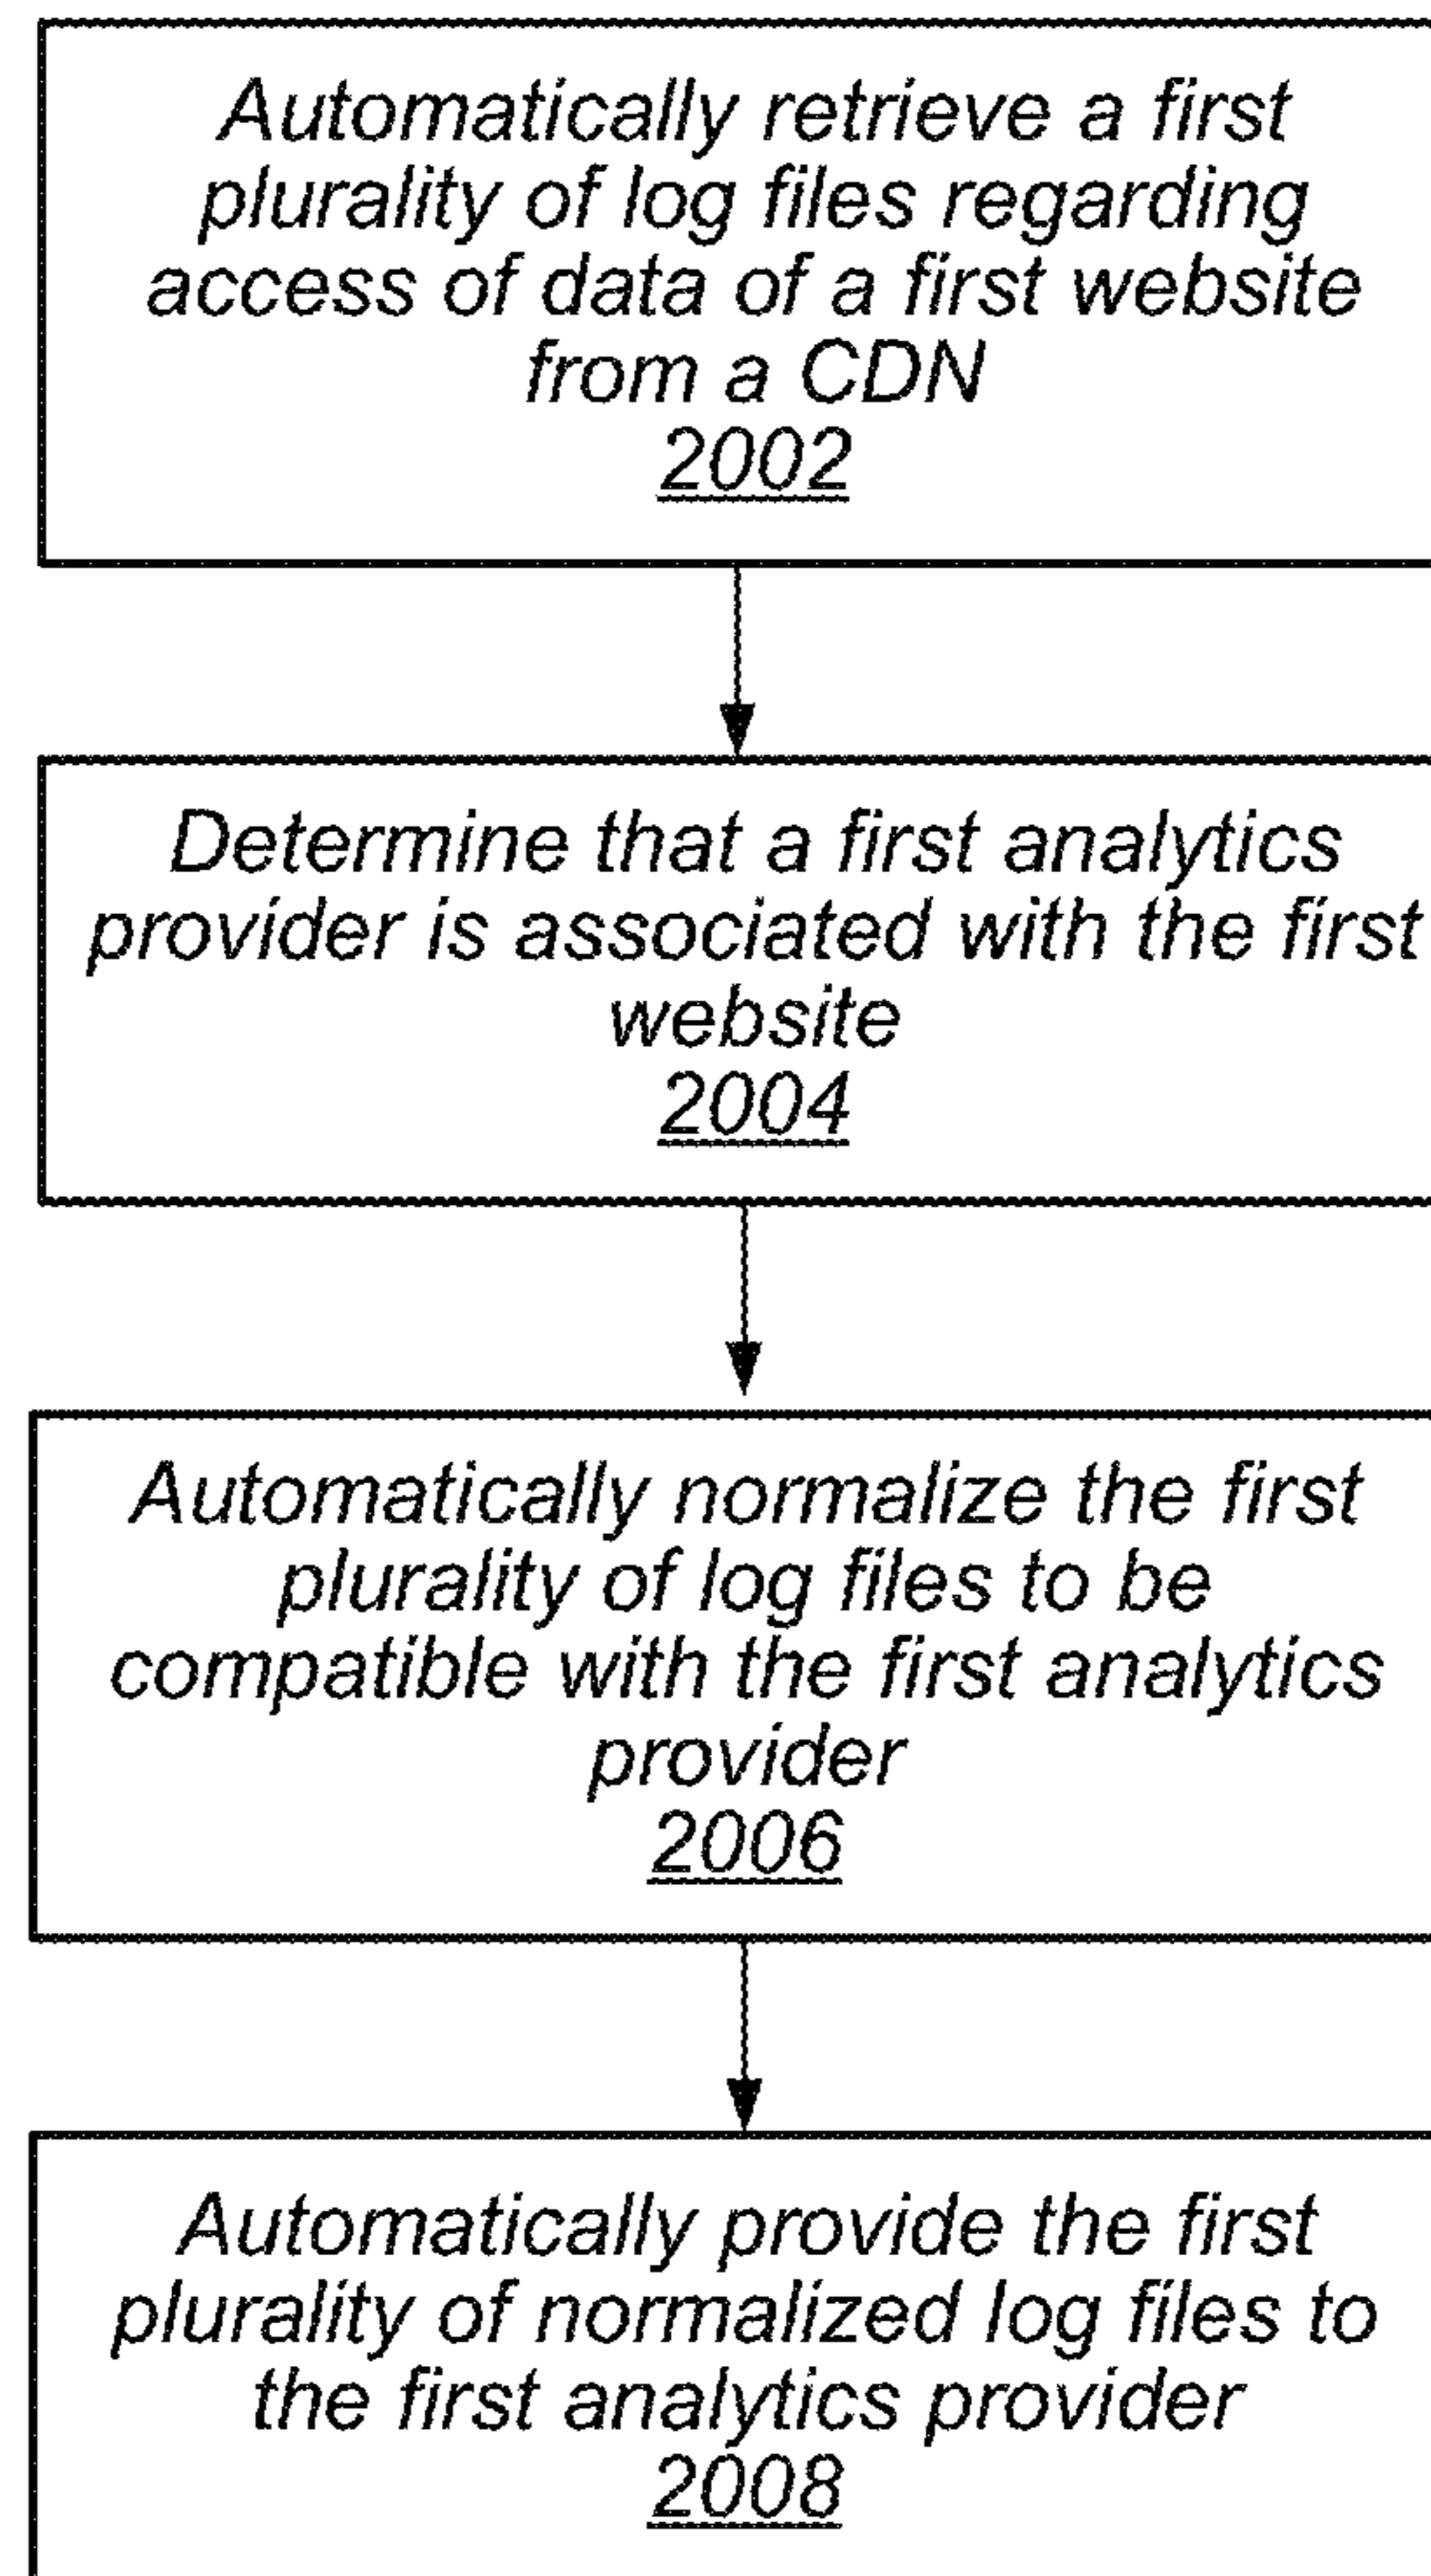 Automatically retrieve a first
plurality of log files regarding
access of data of a first website
from a CDN
2002
Determine that a first analytics
provider is associated with the first
website
2004
Automatically normalize the first
plurality of log files to be
compatible with the first analytics
provider
2006
Automatically provide the first
plurality of normalized log files to
the first analytics provider
2008